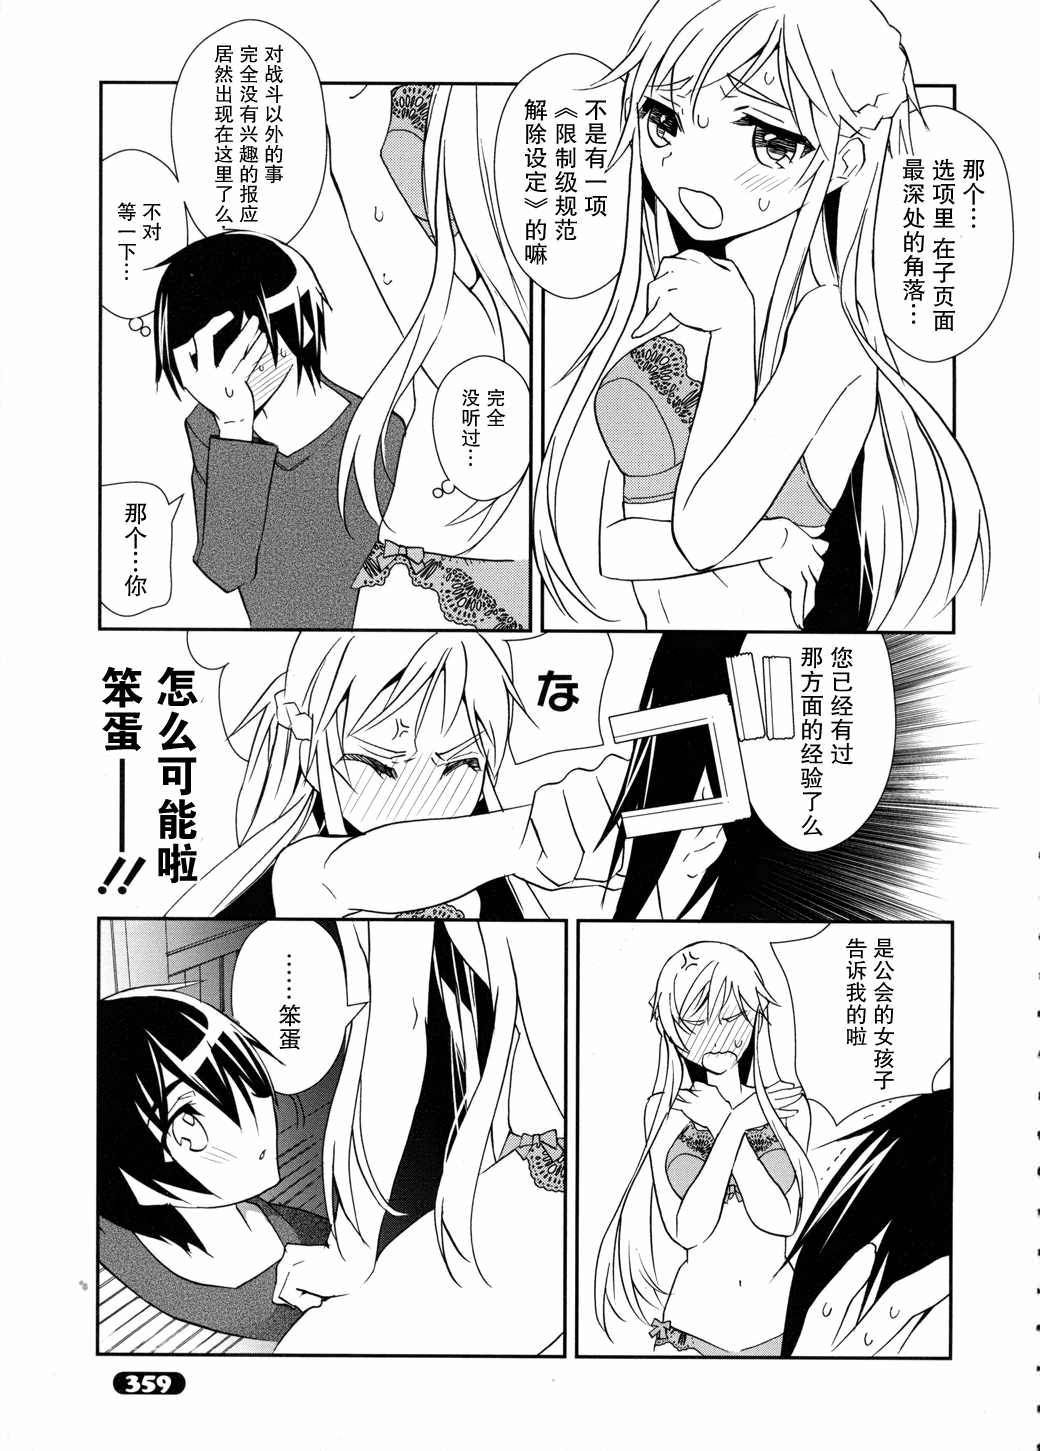 那个…
选项里 在子页面
最深处的角落…
不是有一项
《限制级规范
解除设定》的嘛
对战斗以外的事
完全没有兴趣的报应
居然出现在这里了么
不对
等一下…
完全
没听过…
那个…你
您已经有过
那方面的经验了么
な
怎么可能啦
笨蛋——!!
是公会的女孩子
告诉我的啦
……笨蛋
359